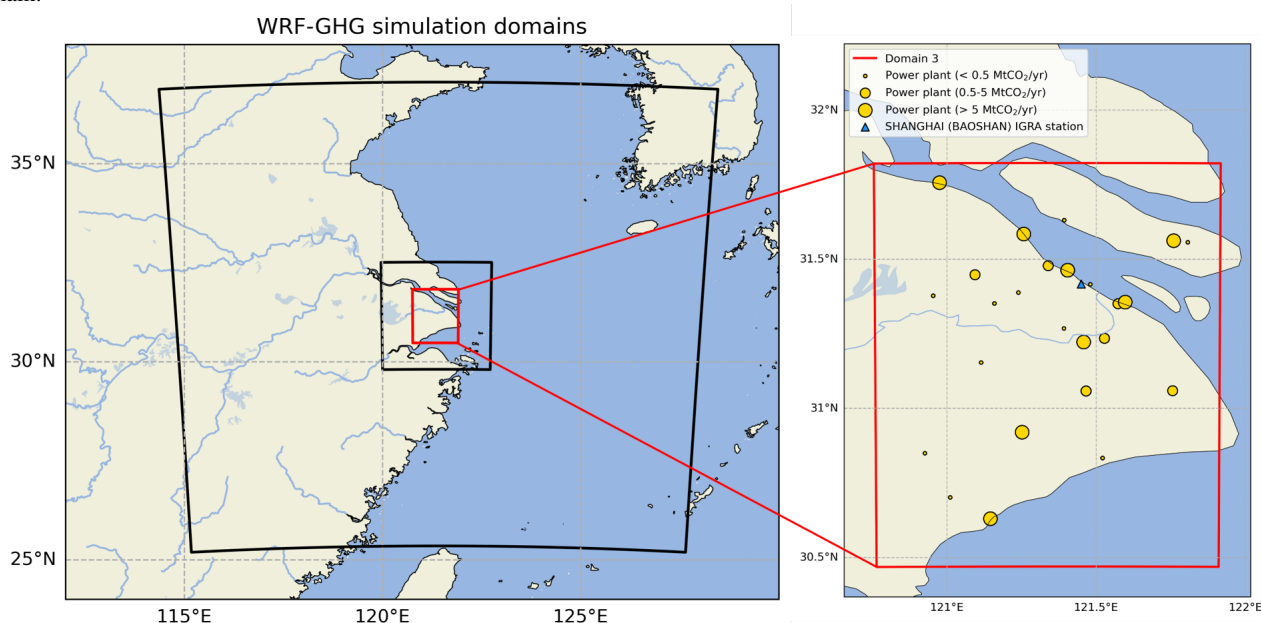 WRF-GHG simulation domains
35°N
30°N
25°N
115°E
120°E
125°E
Domain 3
Power plant (< 0.5 MtCO₂/yr)
Power plant (0.5-5 MtCO₂/yr)
Power plant (> 5 MtCO₂/yr)
SHANGHAI (BAOSHAN) IGRA station
32°N
31.5°N
31°N
30.5°N
121°E
121.5°E
122°E